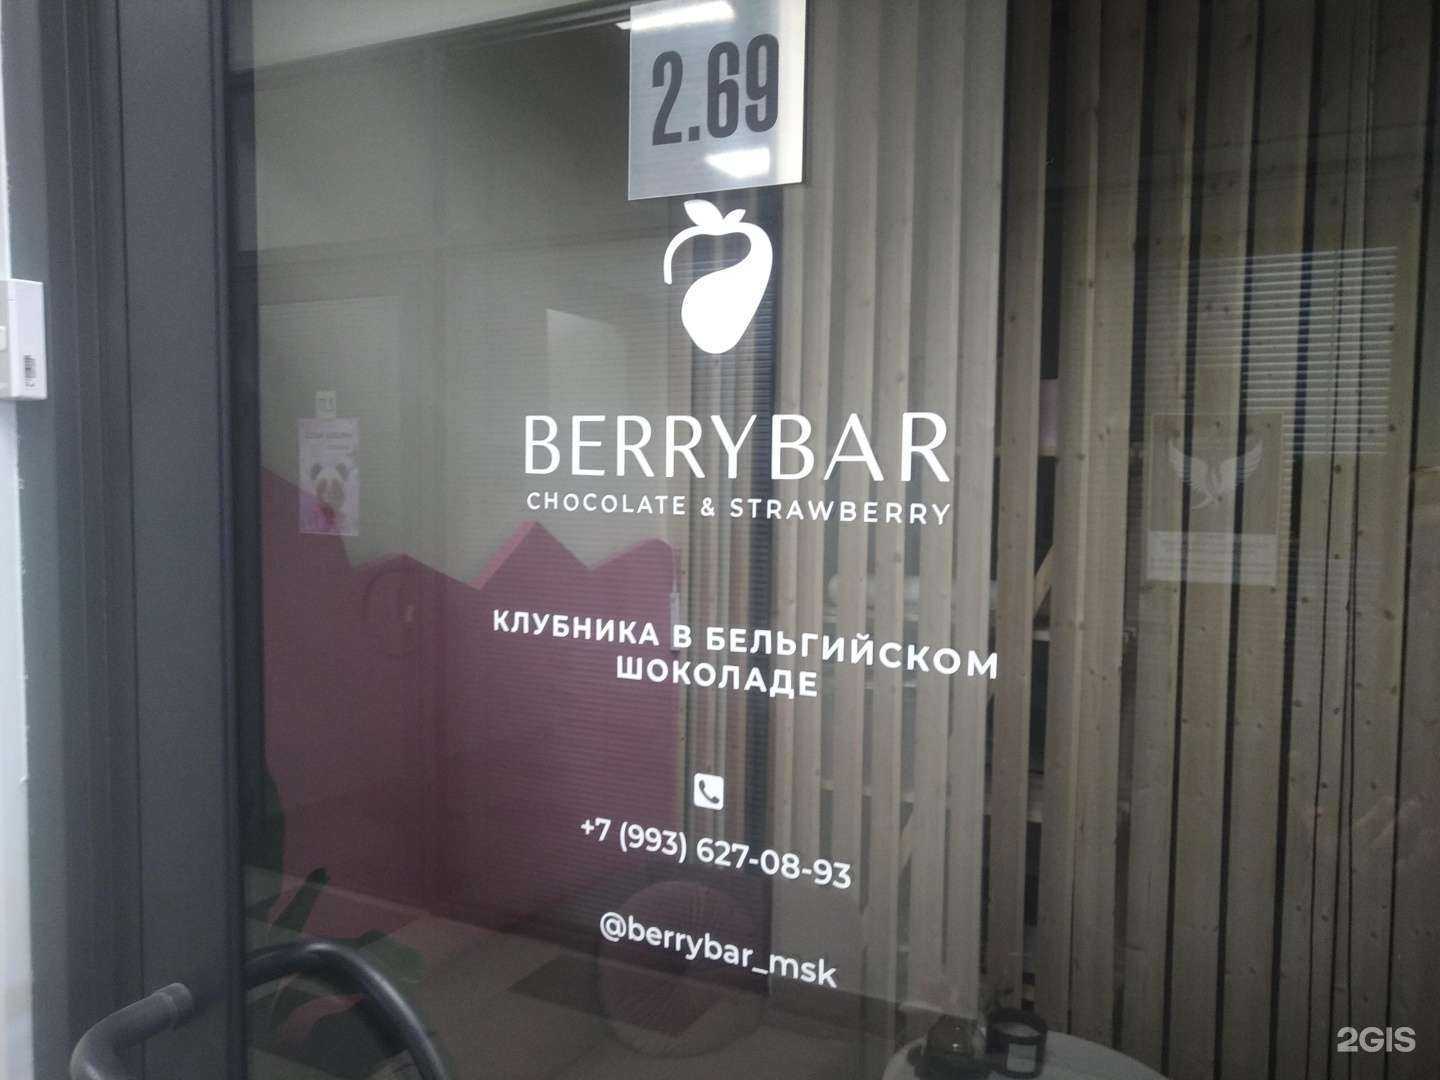 2.69
BERRYBAR
CHOCOLATE & STRAWBERRY
КЛУБНИКА В БЕЛЬГИЙСКОМ
ШОКОЛАДЕ
+7 (993) 627-08-93
@berrybar_msk
2GIS